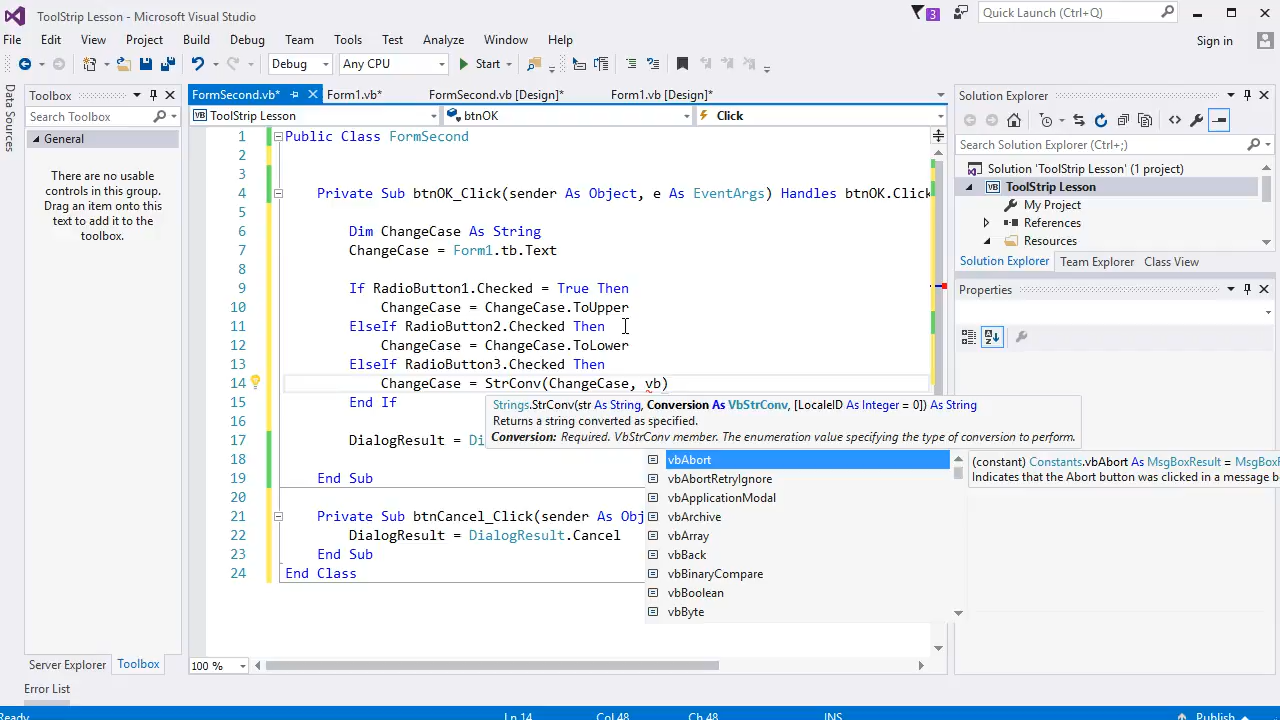 ToolStrip Lesson - Microsoft Visual Studio
3
Quick Launch (Ctrl+Q)
File Edit View Project Build Debug Team Tools Test Analyze Window Help
Sign in
Debug Any CPU Start
Data Sources
Toolbox
Search Toolbox
General
There are no usable
controls in this group.
Drag an item onto this
text to add it to the
toolbox.
Server Explorer Toolbox
FormSecond.vb* Form1.vb* FormSecond.vb [Design]* Form1.vb [Design]*
ToolStrip Lesson btnOK Click
1 Public Class FormSecond
2
3
4 Private Sub btnOK_Click(sender As Object, e As EventArgs) Handles btnOK.Click
5
6 Dim ChangeCase As String
7 ChangeCase = Form1.tb.Text
8
9 If RadioButton1.Checked = True Then
10 ChangeCase = ChangeCase.ToUpper
11 ElseIf RadioButton2.Checked Then
12 ChangeCase = ChangeCase.ToLower
13 ElseIf RadioButton3.Checked Then
14 ChangeCase = StrConv(ChangeCase, vb)
15 End If
16
17 DialogResult = Di
18
19 End Sub
20
21 Private Sub btnCancel_Click(sender As Obj
22 DialogResult = DialogResult.Cancel
23 End Sub
24 End Class
Strings.StrConv(str As String, Conversion As VbStrConv, [LocaleID As Integer = 0]) As String
Returns a string converted as specified.
Conversion: Required. VbStrConv member. The enumeration value specifying the type of conversion to perform.
vbAbort
vbAbortRetryIgnore
vbApplicationModal
vbArchive
vbArray
vbBack
vbBinaryCompare
vbBoolean
vbByte
(constant) Constants.vbAbort As MsgBoxResult = MsgBox
Indicates that the Abort button was clicked in a message b
100 %
Solution Explorer
Search Solution Explorer (Ctrl+;)
Solution 'ToolStrip Lesson' (1 project)
ToolStrip Lesson
My Project
References
Resources
Solution Explorer Team Explorer Class View
Properties
Error List
Ready Ln 14 Col 48 Ch 48 INS Publish